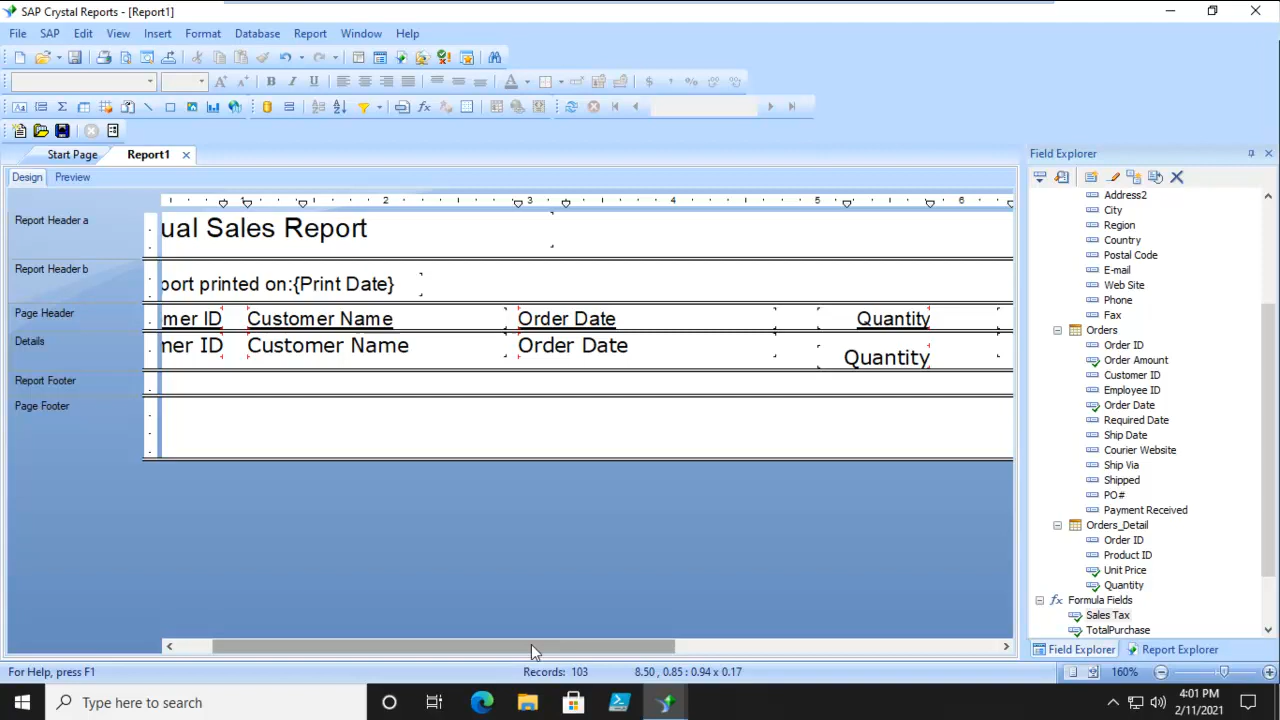 SAP Crystal Reports - [Report1]
File SAP Edit View Insert Format Database Report Window Help
Start Page Report1
Design Preview
2 3 4 5 6
Report Header a
ual Sales Report
Report Header b
port printed on:{Print Date}
Page Header
mer ID Customer Name Order Date Quantity
Details
mer ID Customer Name Order Date Quantity
Report Footer
Page Footer
Field Explorer
Address2
City
Region
Country
Postal Code
E-mail
Web Site
Phone
Fax
Orders
Order ID
Order Amount
Customer ID
Employee ID
Order Date
Required Date
Ship Date
Courier Website
Ship Via
Shipped
PO#
Payment Received
Orders_Detail
Order ID
Product ID
Unit Price
Quantity
Formula Fields
Sales Tax
TotalPurchase
Field Explorer Report Explorer
For Help, press F1 Records: 103 8.50 , 0.85 : 0.94 x 0.17 160%
Type here to search
4:01 PM
2/11/2021